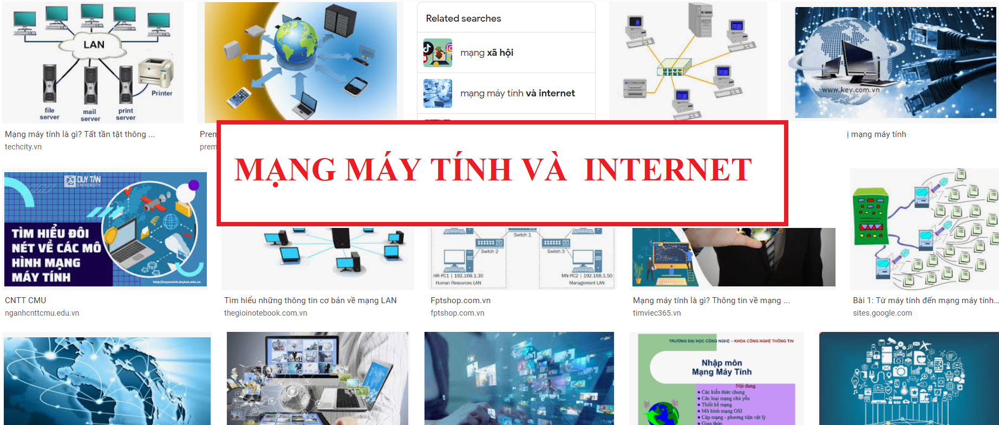 LAN
Printer
file
server
mail
server
print
server
Mạng máy tính là gì? Tất tần tật thông ...
techcity.vn
Prem
prem
Related searches
mạng xã hội
mạng máy tính và internet
www.key.com.vn
ị mạng máy tính
MẠNG MÁY TÍNH VÀ INTERNET
DUY TÂN
UNIVERSITY
TÌM HIỂU ĐÔI
NÉT VỀ CÁC MÔ
HÌNH MẠNG
MÁY TÍNH
CNTT CMU
nganhcnttcmu.edu.vn
Tìm hiểu những thông tin cơ bản về mạng LAN
thegioinotebook.com.vn
Switch 1
Switch 2
Switch 3
HR-PC1 | 192.168.1.30
Human Resources LAN
MN-PC2 | 192.168.1.50
Management LAN
Fptshop.com.vn
fptshop.com.vn
Mạng máy tính là gì? Thông tin về mạng ...
timviec365.vn
Bài 1: Từ máy tính đến mạng máy tính...
sites.google.com
TRƯỜNG ĐẠI HỌC CÔNG NGHỆ – KHOA CÔNG NGHỆ THÔNG TIN
Nhập môn
Mạng Máy Tính
Nội dung
● Các kiến thức chung
● Các loại mạng chủ yếu
● Thiết kế mạng
● Mô hình mạng OSI
● Cáp mạng - phương tiện vật lý
● Giao thức